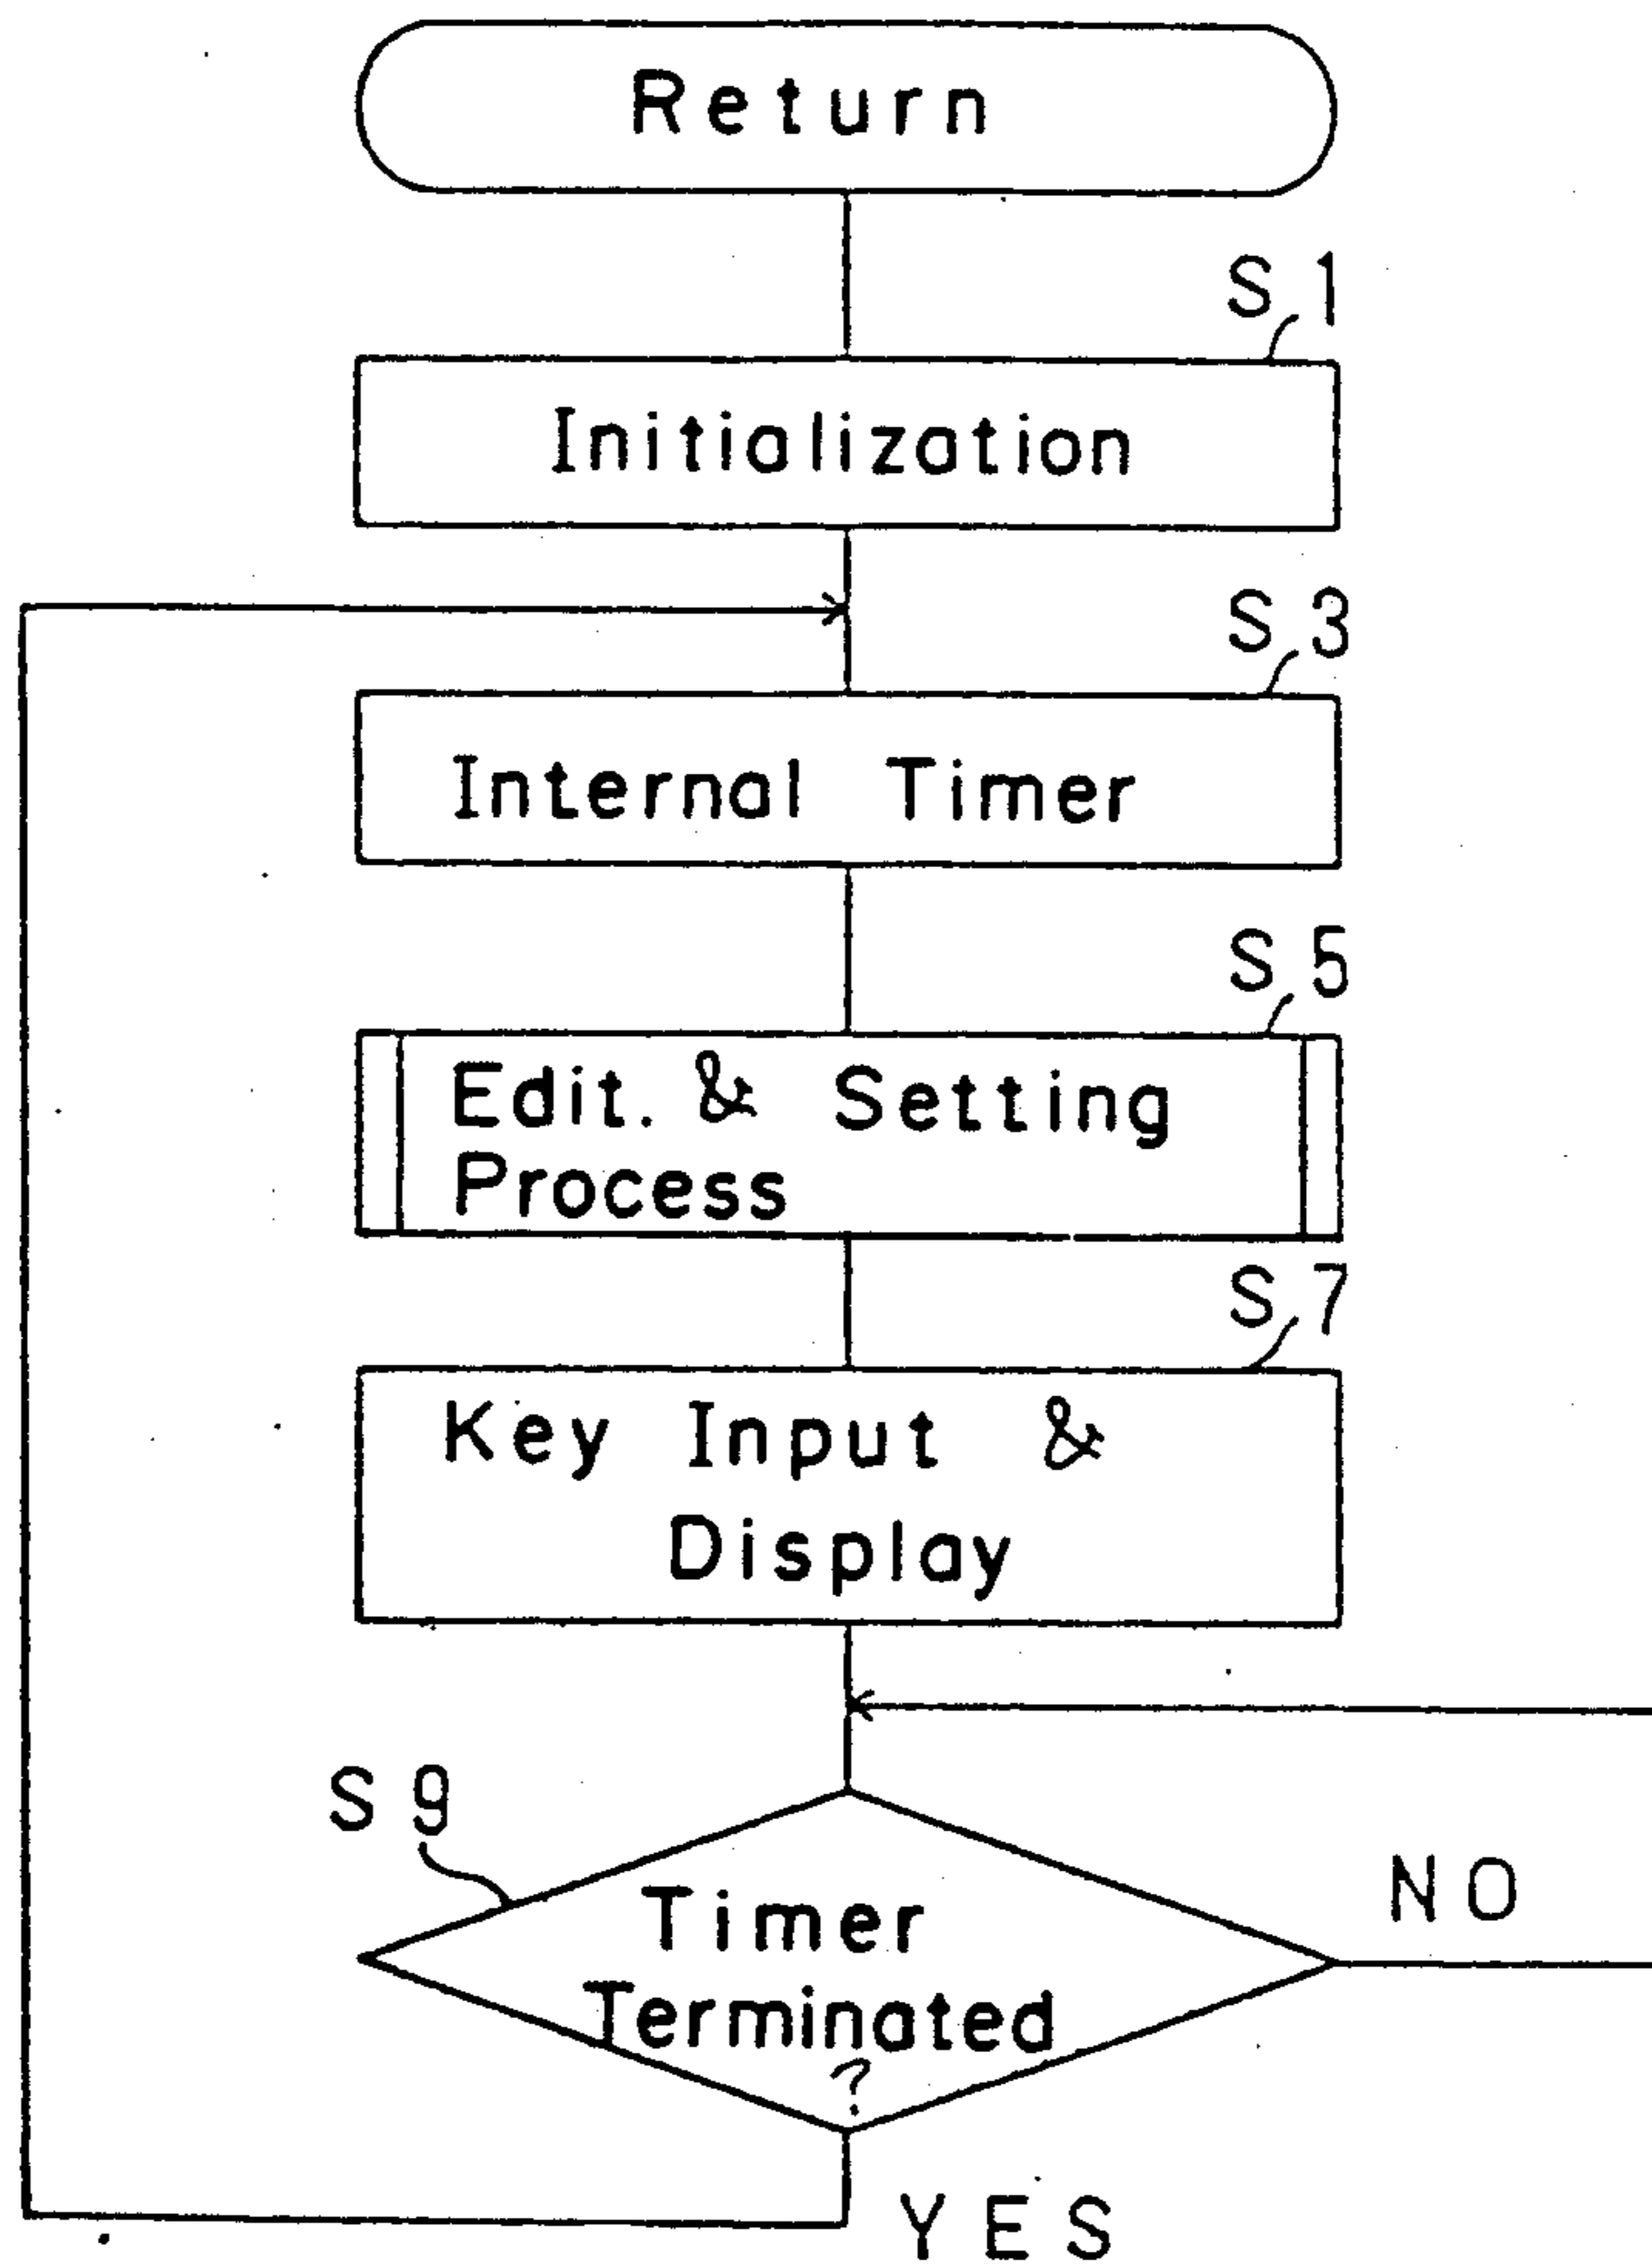 Return
S1
Initialization
S3
Internal Timer
S5
Edit. & Setting
Process
S7
Key Input &
Display
S9
Timer
Terminated
?
NO
YES